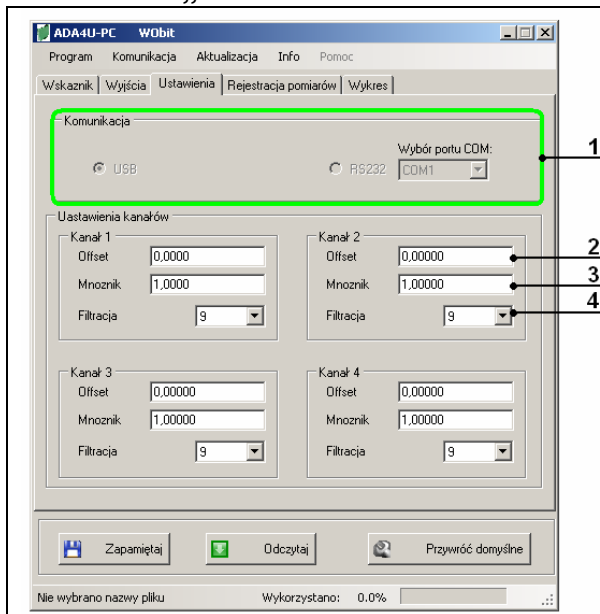 ADA4U-PC WObit
Program Komunikacja Aktualizacja Info Pomoc
Wskaznik Wyjścia Ustawienia Rejestracja pomiarów Wykres
Komunikacja
Wybór portu COM:
USB RS232 COM1
1
Uastawienia kanałów
Kanał 1
Offset 0,0000
Mnoznik 1,0000
Filtracja 9
Kanał 2
Offset 0,00000
Mnoznik 1,00000
Filtracja 9
2
3
4
Kanał 3
Offset 0,00000
Mnoznik 1,00000
Filtracja 9
Kanał 4
Offset 0,00000
Mnoznik 1,00000
Filtracja 9
Zapamiętaj Odczytaj Przywróć domyślne
Nie wybrano nazwy pliku Wykorzystano: 0.0%